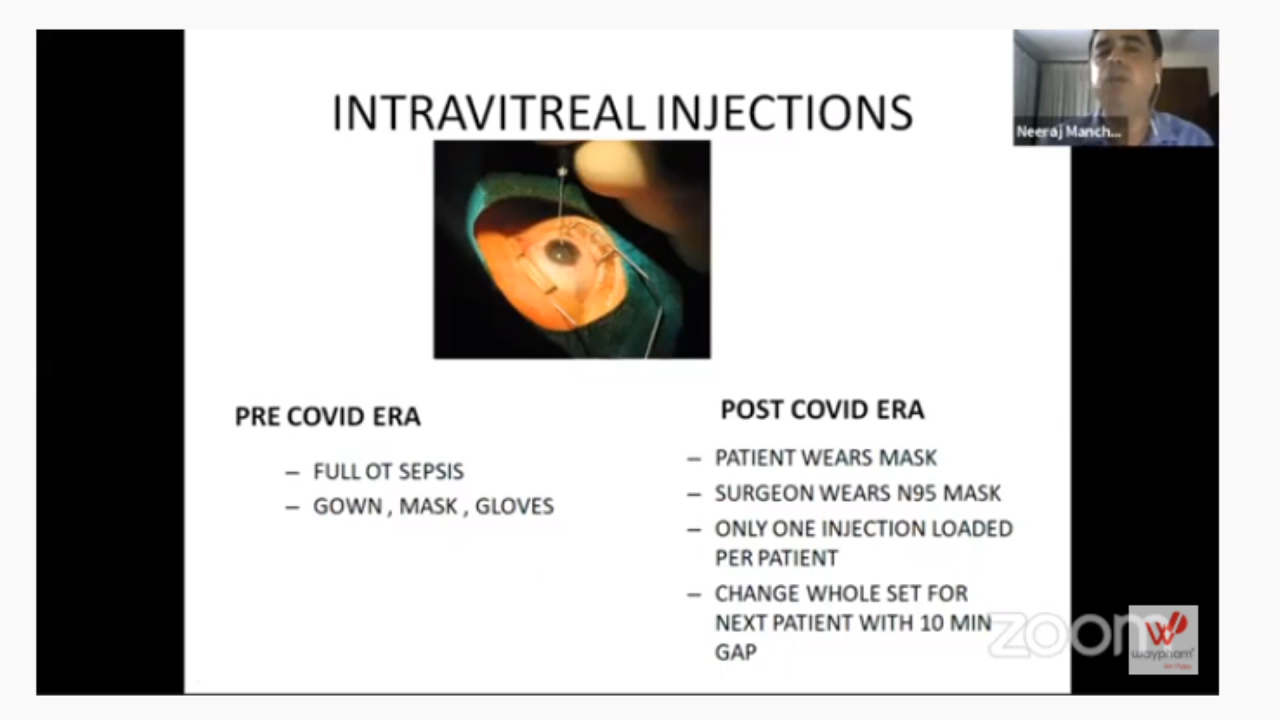 INTRAVITREAL INJECTIONS
Neeraj Manch...
PRE COVID ERA
– FULL OT SEPSIS
– GOWN , MASK , GLOVES
POST COVID ERA
– PATIENT WEARS MASK
– SURGEON WEARS N95 MASK
– ONLY ONE INJECTION LOADED
PER PATIENT
– CHANGE WHOLE SET FOR
NEXT PATIENT WITH 10 MIN
GAP
zoom
waypham